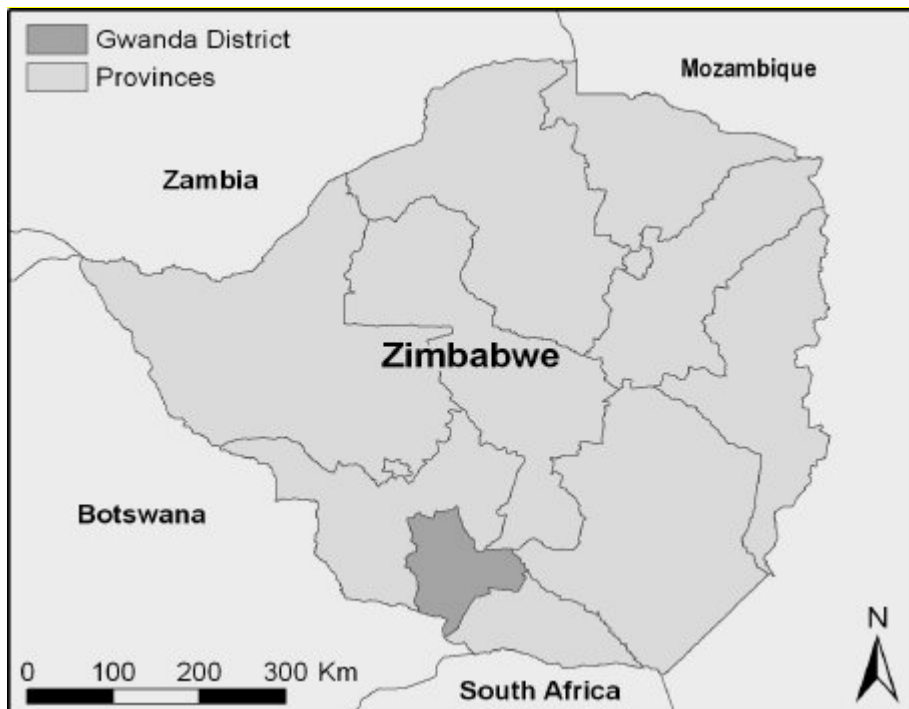 Gwanda District
Provinces
Mozambique
Zambia
Zimbabwe
Botswana
N
0 100 200 300 Km
South Africa